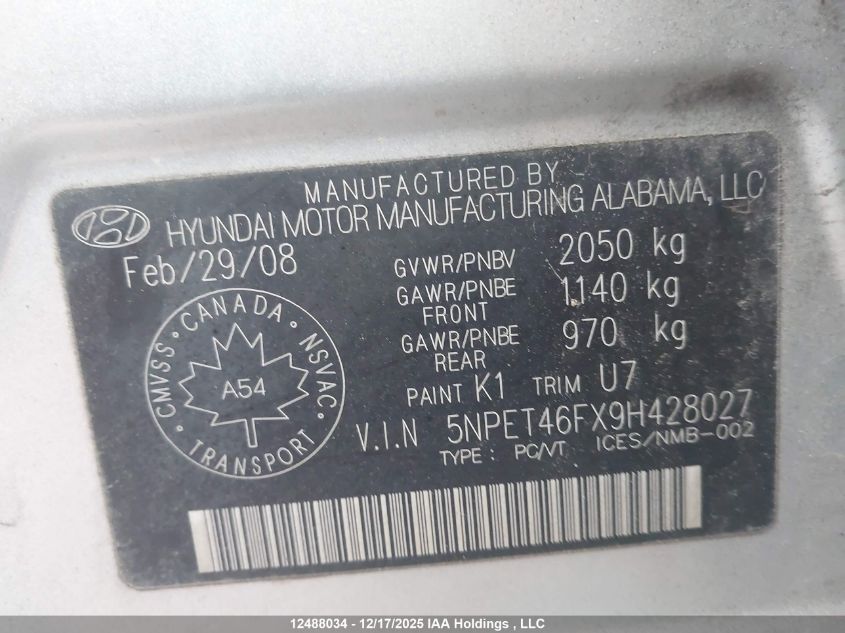 MANUFACTURED BY
HYUNDAI MOTOR MANUFACTURING ALABAMA, LLC
Feb/29/08
GVWR/PNBV 2050 kg
GAWR/PNBE FRONT 1140 kg
GAWR/PNBE REAR 970 kg
PAINT K1 TRIM U7
V.I.N 5NPET46FX9H428027
TYPE : PC/VT ICES/NMB-002
CMVSS · CANADA · NSVAC · TRANSPORT ·
A54
12488034 - 12/17/2025 IAA Holdings , LLC